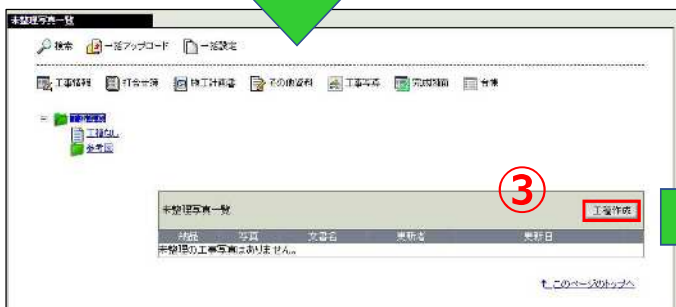 未整理写真一覧
検索 一括アップロード 一括設定
工事情報 打合せ簿 施工計画書 その他資料 工事写真 完成図面 台帳
工種なし
参考図
③
未整理写真一覧 工種作成
納品 写真 文書名 更新者 更新日
未整理の工事写真はありません。
↑ このページのトップへ